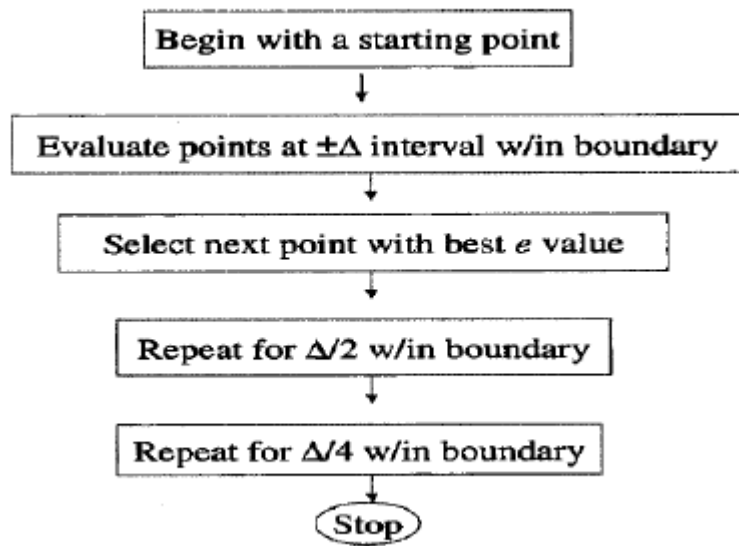 Begin with a starting point
Evaluate points at ±Δ interval w/in boundary
Select next point with best e value
Repeat for Δ/2 w/in boundary
Repeat for Δ/4 w/in boundary
Stop